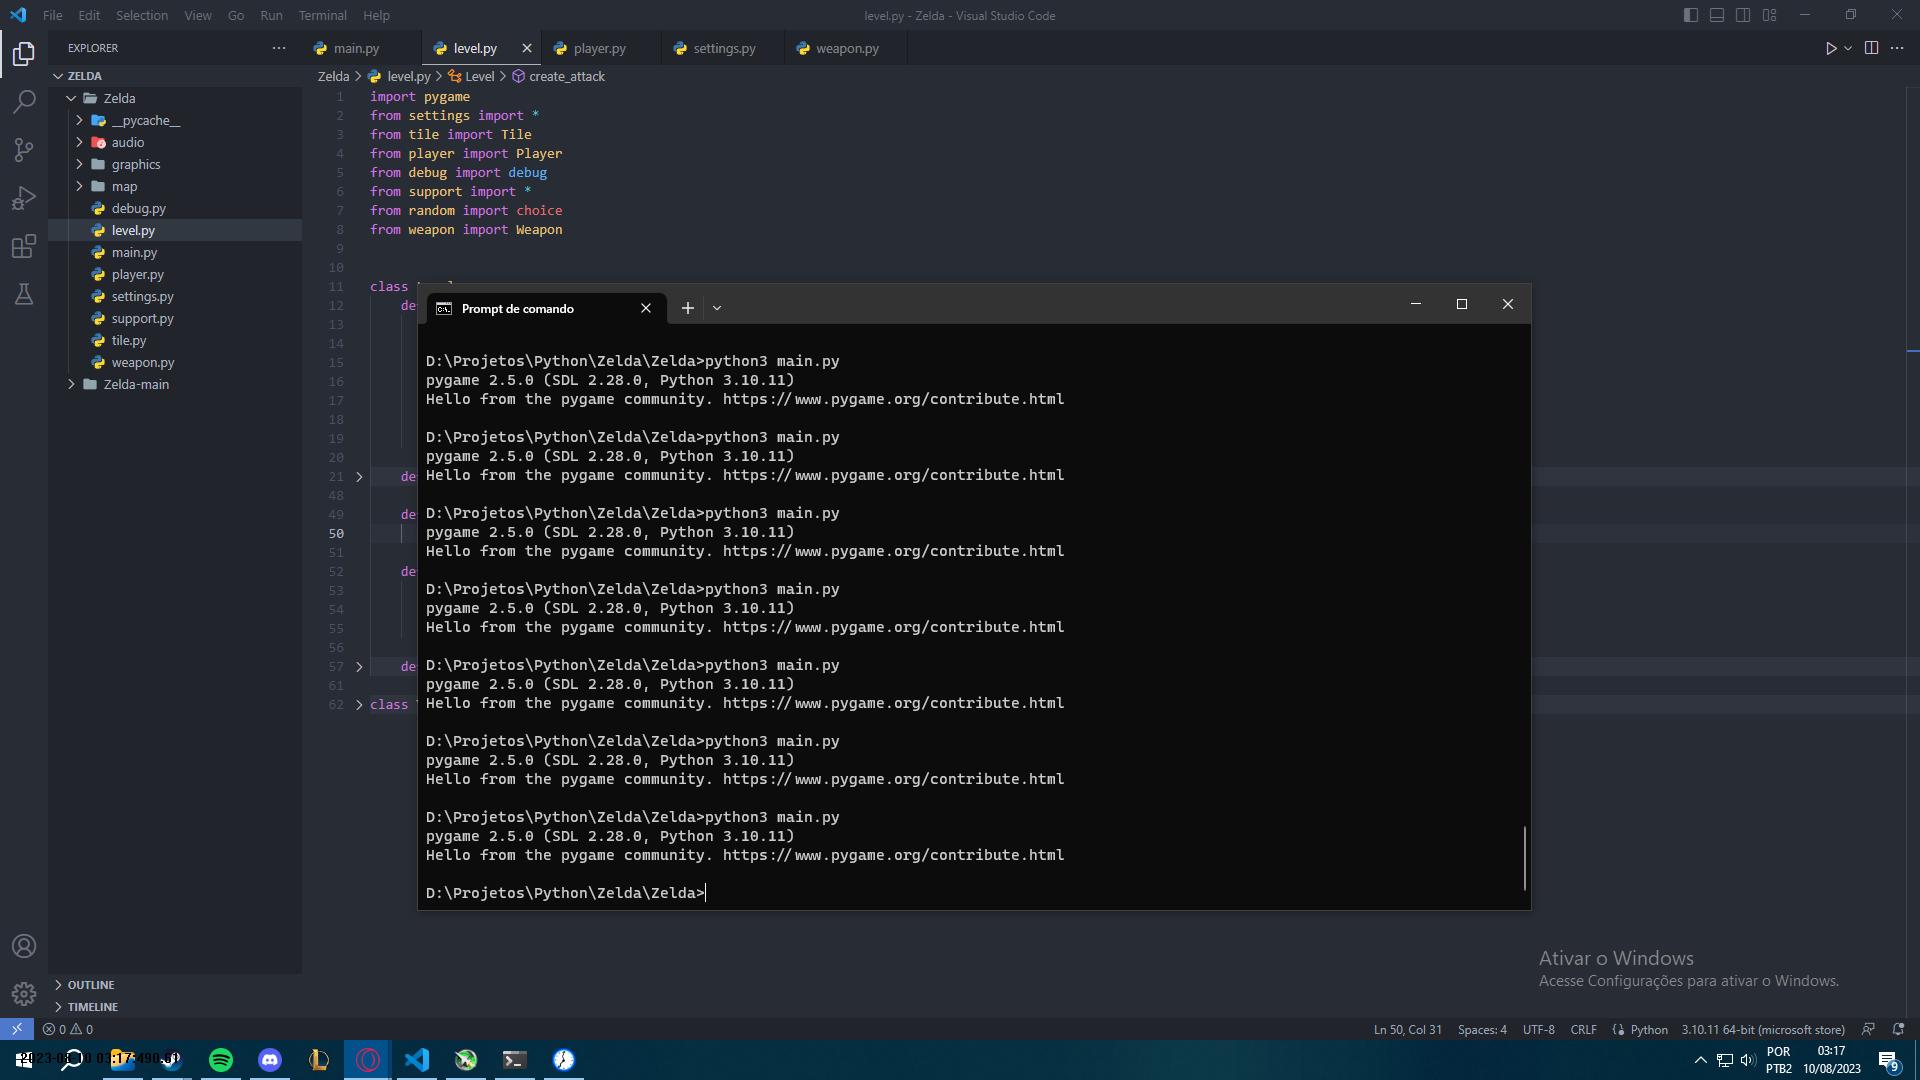 File Edit Selection View Go Run Terminal Help
level.py - Zelda - Visual Studio Code
EXPLORER
main.py
level.py
player.py
settings.py
weapon.py
ZELDA
Zelda
__pycache__
audio
graphics
map
debug.py
level.py
main.py
player.py
settings.py
support.py
tile.py
weapon.py
Zelda-main
OUTLINE
TIMELINE
Zelda > level.py > Level > create_attack
1 import pygame
2 from settings import *
3 from tile import Tile
4 from player import Player
5 from debug import debug
6 from support import *
7 from random import choice
8 from weapon import Weapon
9
10
11 class
12 de
13
14
15
16
17
18
19
20
21 de
48
49 de
50
51
52 de
53
54
55
56
57 de
61
62 class
Prompt de comando
D:\Projetos\Python\Zelda\Zelda>python3 main.py
pygame 2.5.0 (SDL 2.28.0, Python 3.10.11)
Hello from the pygame community. https://www.pygame.org/contribute.html
D:\Projetos\Python\Zelda\Zelda>python3 main.py
pygame 2.5.0 (SDL 2.28.0, Python 3.10.11)
Hello from the pygame community. https://www.pygame.org/contribute.html
D:\Projetos\Python\Zelda\Zelda>python3 main.py
pygame 2.5.0 (SDL 2.28.0, Python 3.10.11)
Hello from the pygame community. https://www.pygame.org/contribute.html
D:\Projetos\Python\Zelda\Zelda>python3 main.py
pygame 2.5.0 (SDL 2.28.0, Python 3.10.11)
Hello from the pygame community. https://www.pygame.org/contribute.html
D:\Projetos\Python\Zelda\Zelda>python3 main.py
pygame 2.5.0 (SDL 2.28.0, Python 3.10.11)
Hello from the pygame community. https://www.pygame.org/contribute.html
D:\Projetos\Python\Zelda\Zelda>python3 main.py
pygame 2.5.0 (SDL 2.28.0, Python 3.10.11)
Hello from the pygame community. https://www.pygame.org/contribute.html
D:\Projetos\Python\Zelda\Zelda>python3 main.py
pygame 2.5.0 (SDL 2.28.0, Python 3.10.11)
Hello from the pygame community. https://www.pygame.org/contribute.html
D:\Projetos\Python\Zelda\Zelda>
Ativar o Windows
Acesse Configurações para ativar o Windows.
0 0
Ln 50, Col 31 Spaces: 4 UTF-8 CRLF Python 3.10.11 64-bit (microsoft store)
POR
PTB2
03:17
10/08/2023
9